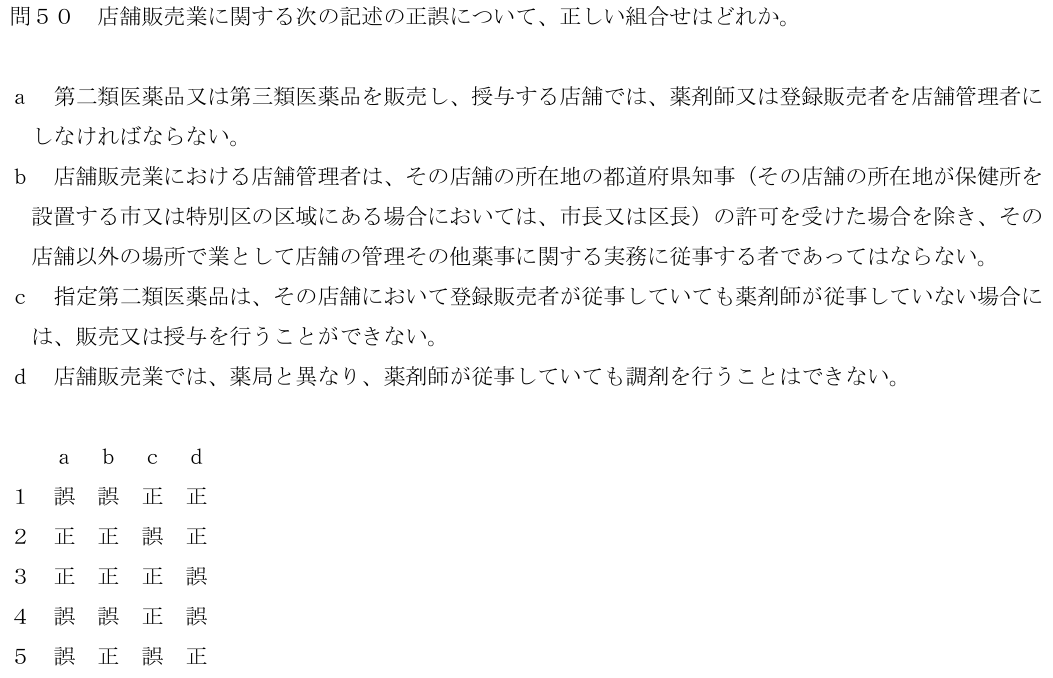 問５０　店舗販売業に関する次の記述の正誤について、正しい組合せはどれか。
a　第二類医薬品又は第三類医薬品を販売し、授与する店舗では、薬剤師又は登録販売者を店舗管理者に
しなければならない。
b　店舗販売業における店舗管理者は、その店舗の所在地の都道府県知事（その店舗の所在地が保健所を
設置する市又は特別区の区域にある場合においては、市長又は区長）の許可を受けた場合を除き、その
店舗以外の場所で業として店舗の管理その他薬事に関する実務に従事する者であってはならない。
c　指定第二類医薬品は、その店舗において登録販売者が従事していても薬剤師が従事していない場合に
は、販売又は授与を行うことができない。
d　店舗販売業では、薬局と異なり、薬剤師が従事していても調剤を行うことはできない。
a　b　c　d
１　誤　誤　正　正
２　正　正　誤　正
３　正　正　正　誤
４　誤　誤　正　誤
５　誤　正　誤　正